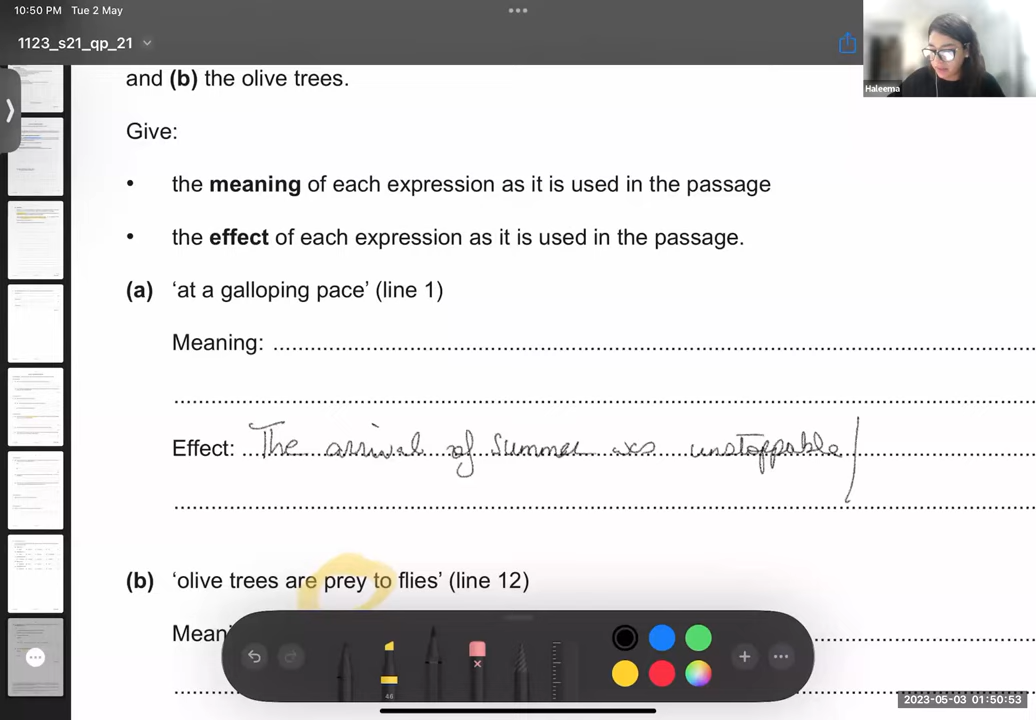 10:50 PM Tue 2 May
1123_s21_qp_21
Haleema
and (b) the olive trees.
Give:
• the meaning of each expression as it is used in the passage
• the effect of each expression as it is used in the passage.
(a) ‘at a galloping pace’ (line 1)
Meaning:
Effect: The arrival of Summer was unstoppable/
(b) ‘olive trees are prey to flies’ (line 12)
Mean
46
2023-05-03 01:50:53